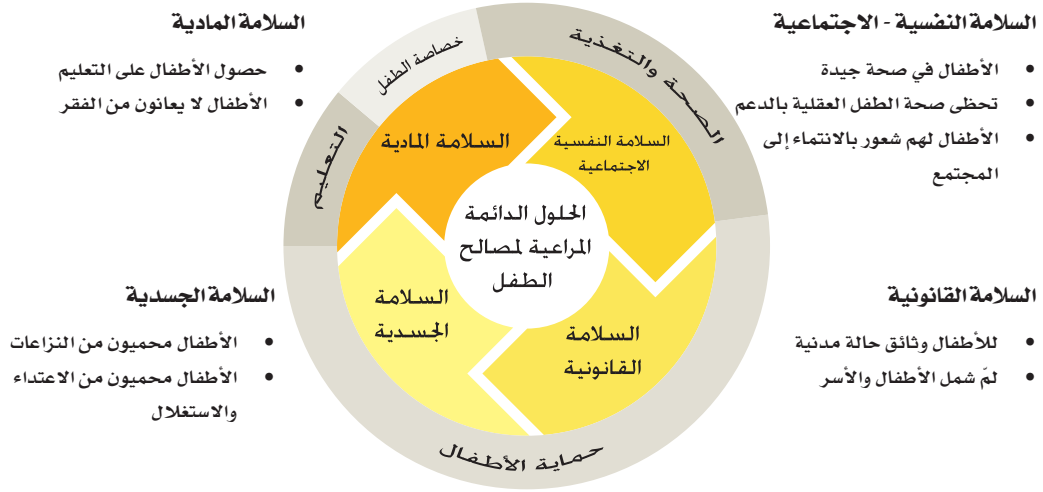 السلامة النفسية - الاجتماعية
الأطفال في صحة جيدة
تحظى صحة الطفل العقلية بالدعم
الأطفال لهم شعور بالانتماء إلى
المجتمع
السلامة المادية
حصول الأطفال على التعليم
الأطفال لا يعانون من الفقر
خصاصة الطفل
الصحة والتغذية
التعليم
حماية الأطفال
السلامة المادية
السلامة النفسية
الاجتماعية
الحلول الدائمة
المراعية لمصالح
الطفل
السلامة
الجسدية
السلامة
القانونية
السلامة القانونية
للأطفال وثائق حالة مدنية
لمّ شمل الأطفال والأسر
السلامة الجسدية
الأطفال محميون من النزاعات
الأطفال محميون من الاعتداء
والاستغلال